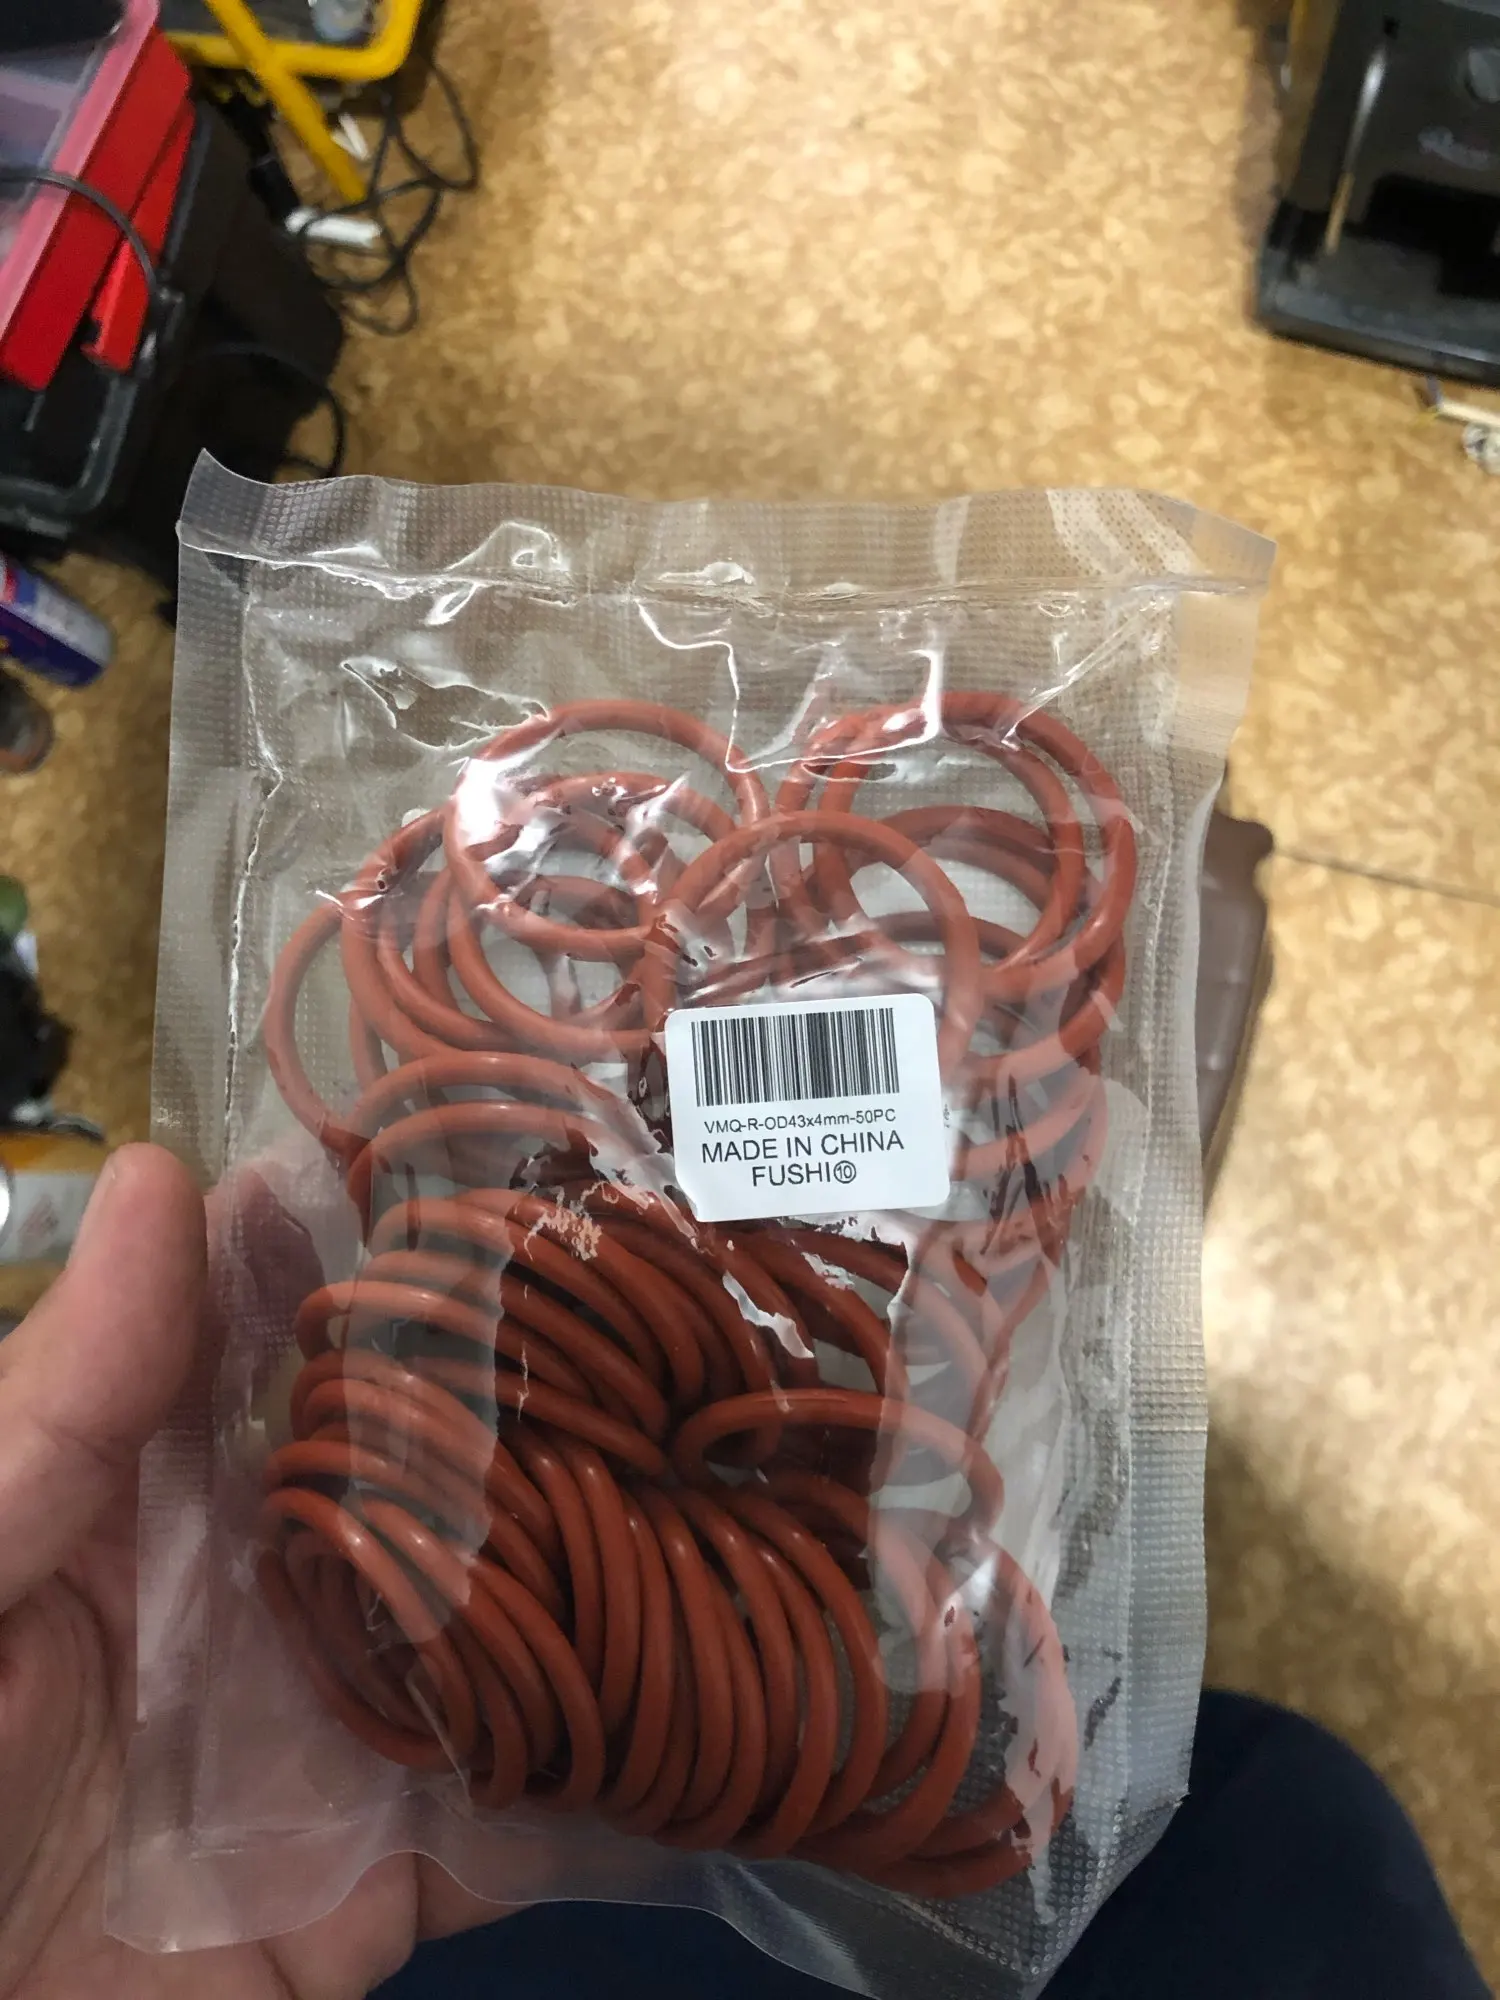 VMQ-R-OD43x4mm-50PC
MADE IN CHINA
FUSHI⑩